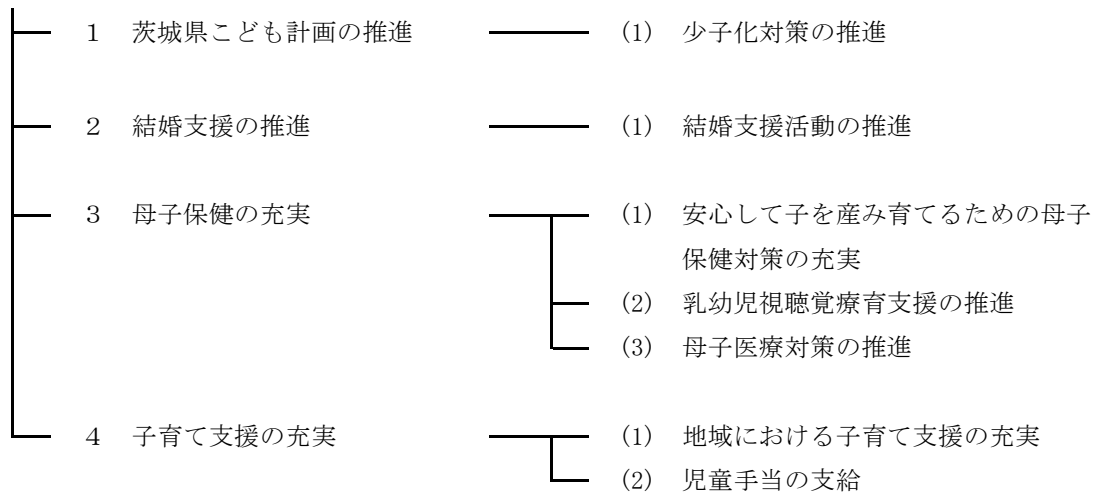 1 茨城県こども計画の推進 (1) 少子化対策の推進
2 結婚支援の推進 (1) 結婚支援活動の推進
3 母子保健の充実 (1) 安心して子を産み育てるための母子
保健対策の充実
(2) 乳幼児視聴覚療育支援の推進
(3) 母子医療対策の推進
4 子育て支援の充実 (1) 地域における子育て支援の充実
(2) 児童手当の支給